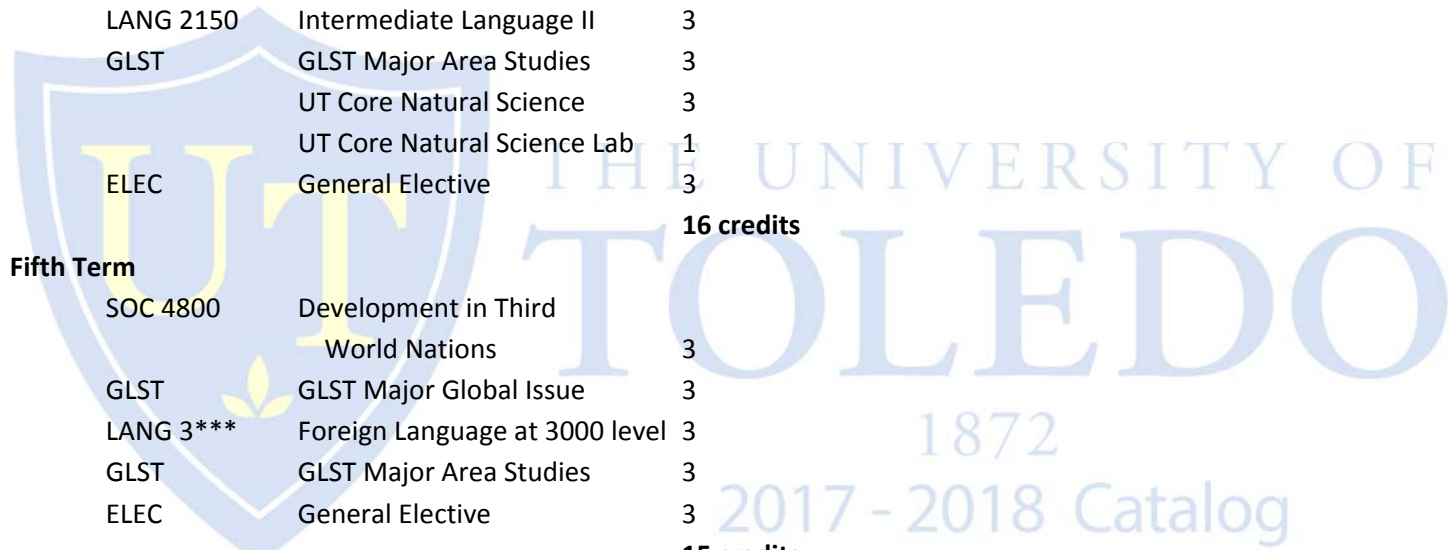 LANG 2150 Intermediate Language II 3
GLST GLST Major Area Studies 3
UT Core Natural Science 3
UT Core Natural Science Lab 1
ELEC General Elective 3
16 credits
Fifth Term
SOC 4800 Development in Third
World Nations 3
GLST GLST Major Global Issue 3
LANG 3*** Foreign Language at 3000 level 3
GLST GLST Major Area Studies 3
ELEC General Elective 3
15 credits
UT
THE UNIVERSITY OF
TOLEDO
1872
2017 - 2018 Catalog